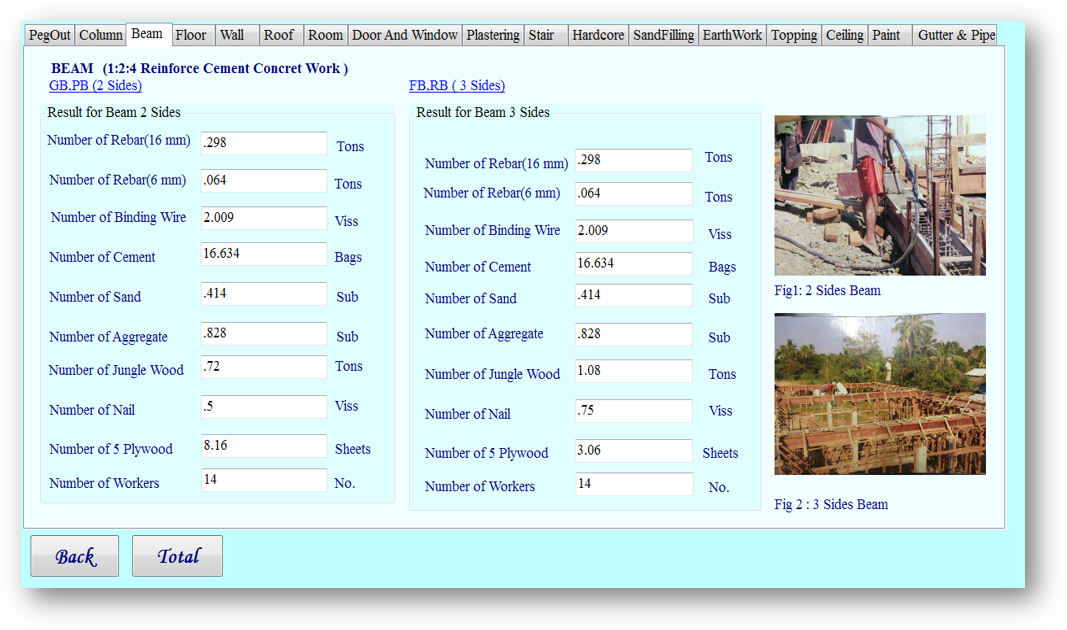 PegOut Column Beam Floor Wall Roof Room Door And Window Plastering Stair Hardcore SandFilling EarthWork Topping Ceiling Paint Gutter & Pipe
BEAM (1:2:4 Reinforce Cement Concret Work )
GB,PB (2 Sides)
Result for Beam 2 Sides
Number of Rebar(16 mm) .298 Tons
Number of Rebar(6 mm) .064 Tons
Number of Binding Wire 2.009 Viss
Number of Cement 16.634 Bags
Number of Sand .414 Sub
Number of Aggregate .828 Sub
Number of Jungle Wood .72 Tons
Number of Nail .5 Viss
Number of 5 Plywood 8.16 Sheets
Number of Workers 14 No.
FB,RB ( 3 Sides)
Result for Beam 3 Sides
Number of Rebar(16 mm) .298 Tons
Number of Rebar(6 mm) .064 Tons
Number of Binding Wire 2.009 Viss
Number of Cement 16.634 Bags
Number of Sand .414 Sub
Number of Aggregate .828 Sub
Number of Jungle Wood 1.08 Tons
Number of Nail .75 Viss
Number of 5 Plywood 3.06 Sheets
Number of Workers 14 No.
Fig1: 2 Sides Beam
Fig 2 : 3 Sides Beam
Back Total